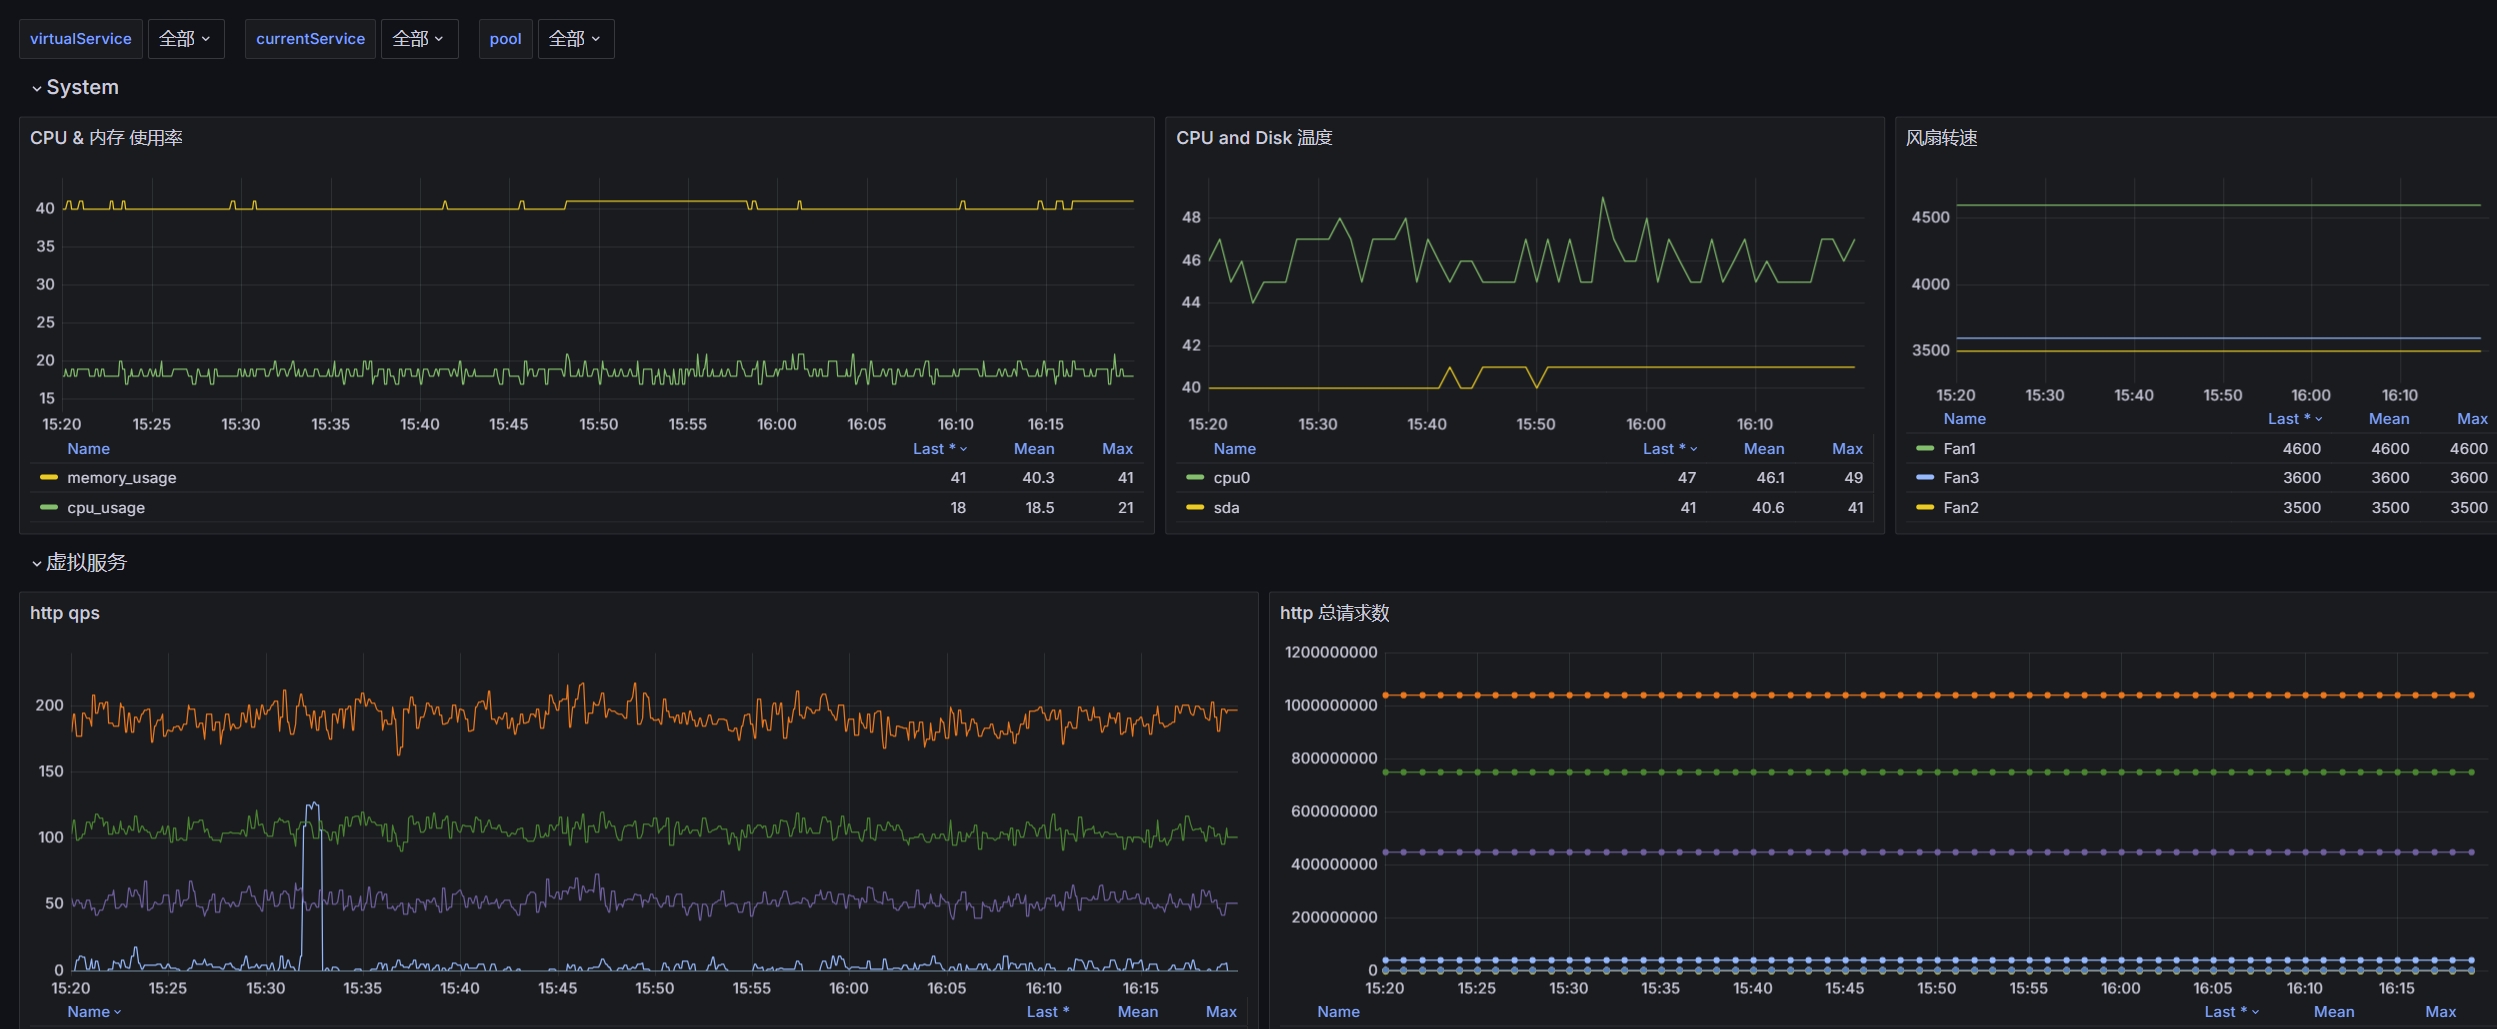 virtualService 全部 currentService 全部 pool 全部
System
CPU & 内存 使用率
40
35
30
25
20
15
15:20 15:25 15:30 15:35 15:40 15:45 15:50 15:55 16:00 16:05 16:10 16:15
Name Last * Mean Max
memory_usage 41 40.3 41
cpu_usage 18 18.5 21
CPU and Disk 温度
48
46
44
42
40
15:20 15:30 15:40 15:50 16:00 16:10
Name Last * Mean Max
cpu0 47 46.1 49
sda 41 40.6 41
风扇转速
4500
4000
3500
15:20 15:30 15:40 15:50 16:00 16:10
Name Last * Mean Max
Fan1 4600 4600 4600
Fan3 3600 3600 3600
Fan2 3500 3500 3500
虚拟服务
http qps
200
150
100
50
0
15:20 15:25 15:30 15:35 15:40 15:45 15:50 15:55 16:00 16:05 16:10 16:15
Name Last * Mean Max
http 总请求数
1200000000
1000000000
800000000
600000000
400000000
200000000
0
15:20 15:25 15:30 15:35 15:40 15:45 15:50 15:55 16:00 16:05 16:10 16:15
Name Last * Mean Max